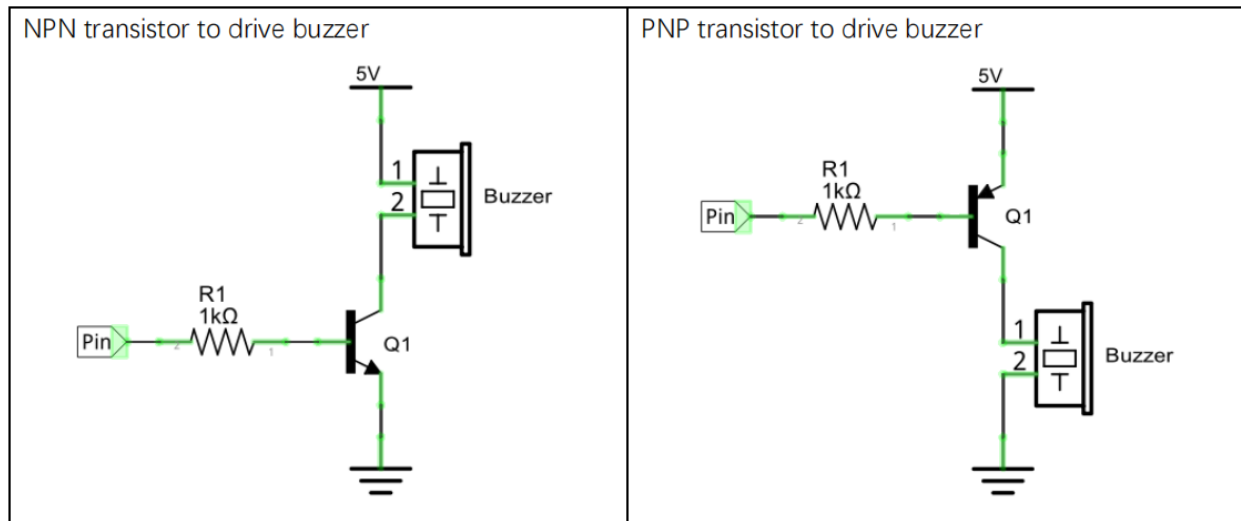 NPN transistor to drive buzzer
5V
1
2
Buzzer
R1
1kΩ
Pin
2
1
Q1
PNP transistor to drive buzzer
5V
R1
1kΩ
Pin
2
1
Q1
1
2
Buzzer